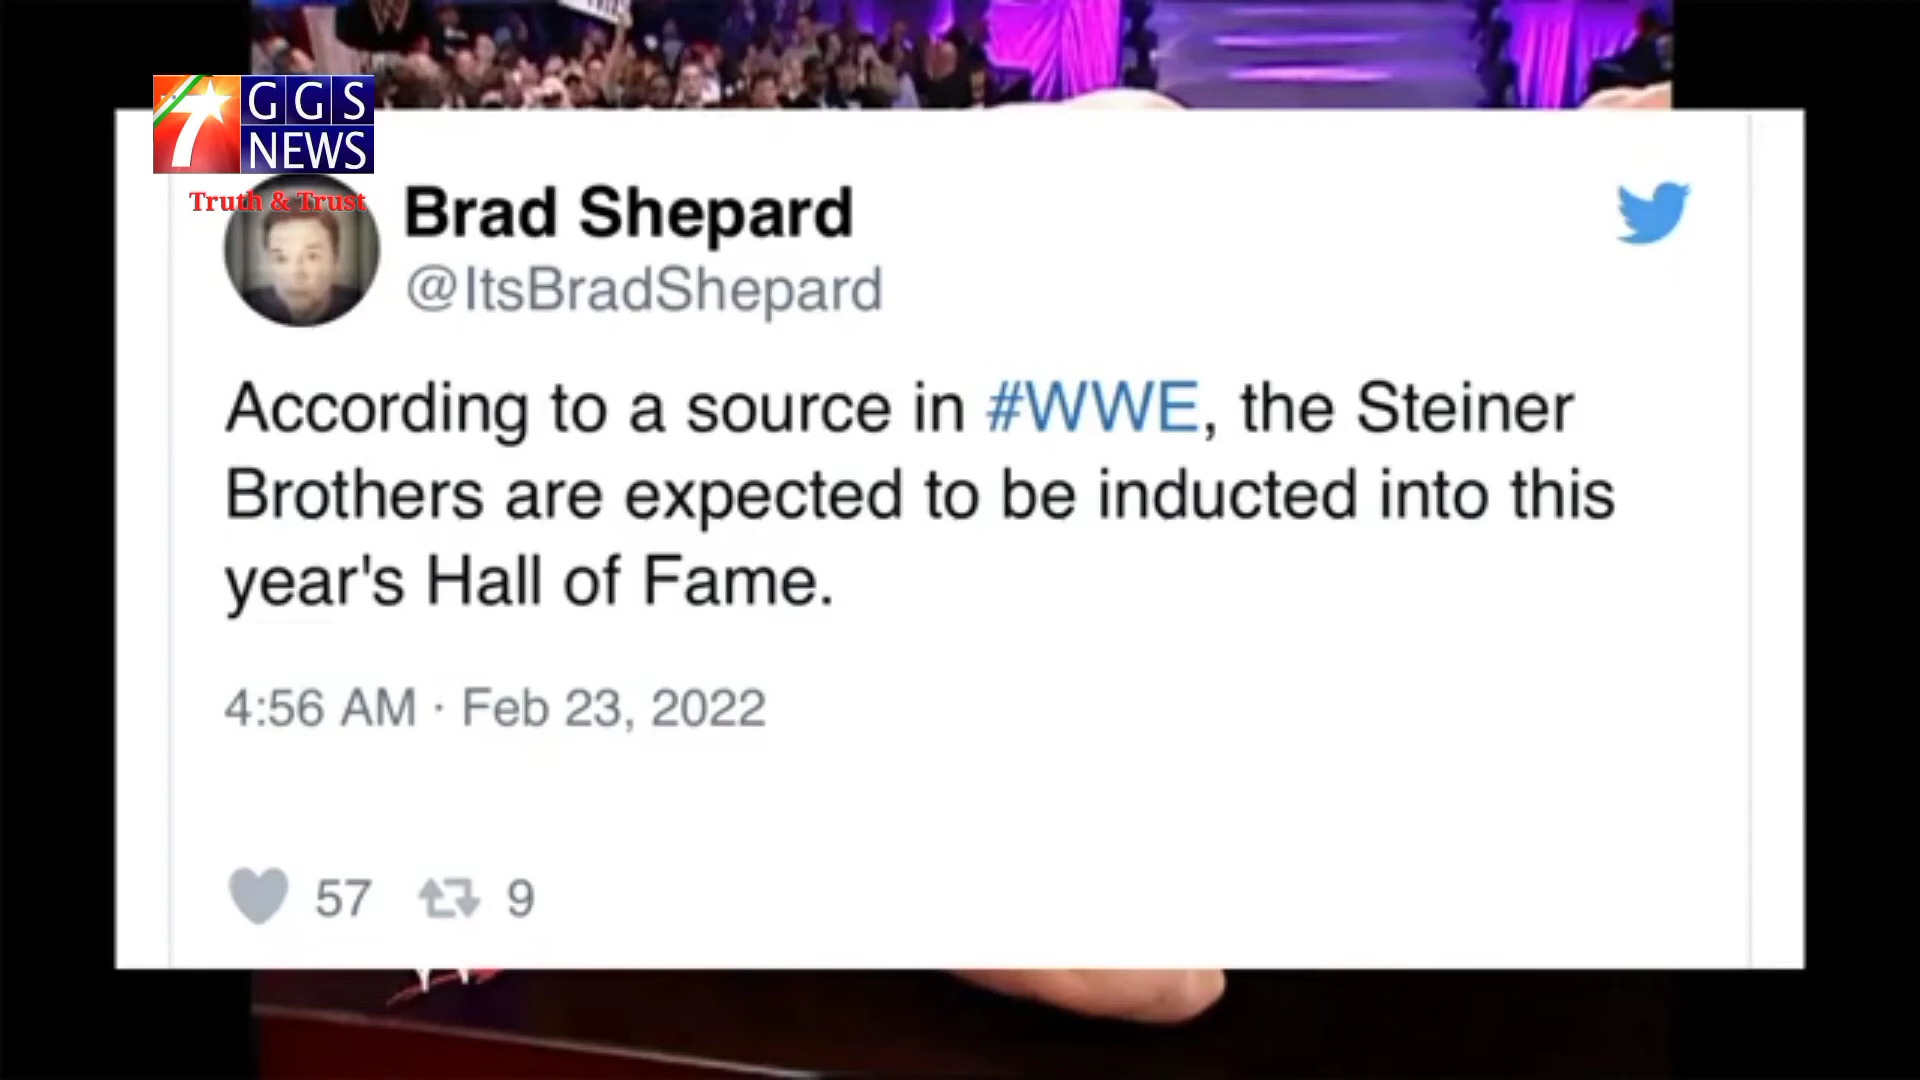 GGS
NEWS
Truth & Trust
Brad Shepard
@ItsBradShepard
According to a source in #WWE, the Steiner
Brothers are expected to be inducted into this
year's Hall of Fame.
4:56 AM · Feb 23, 2022
57 9